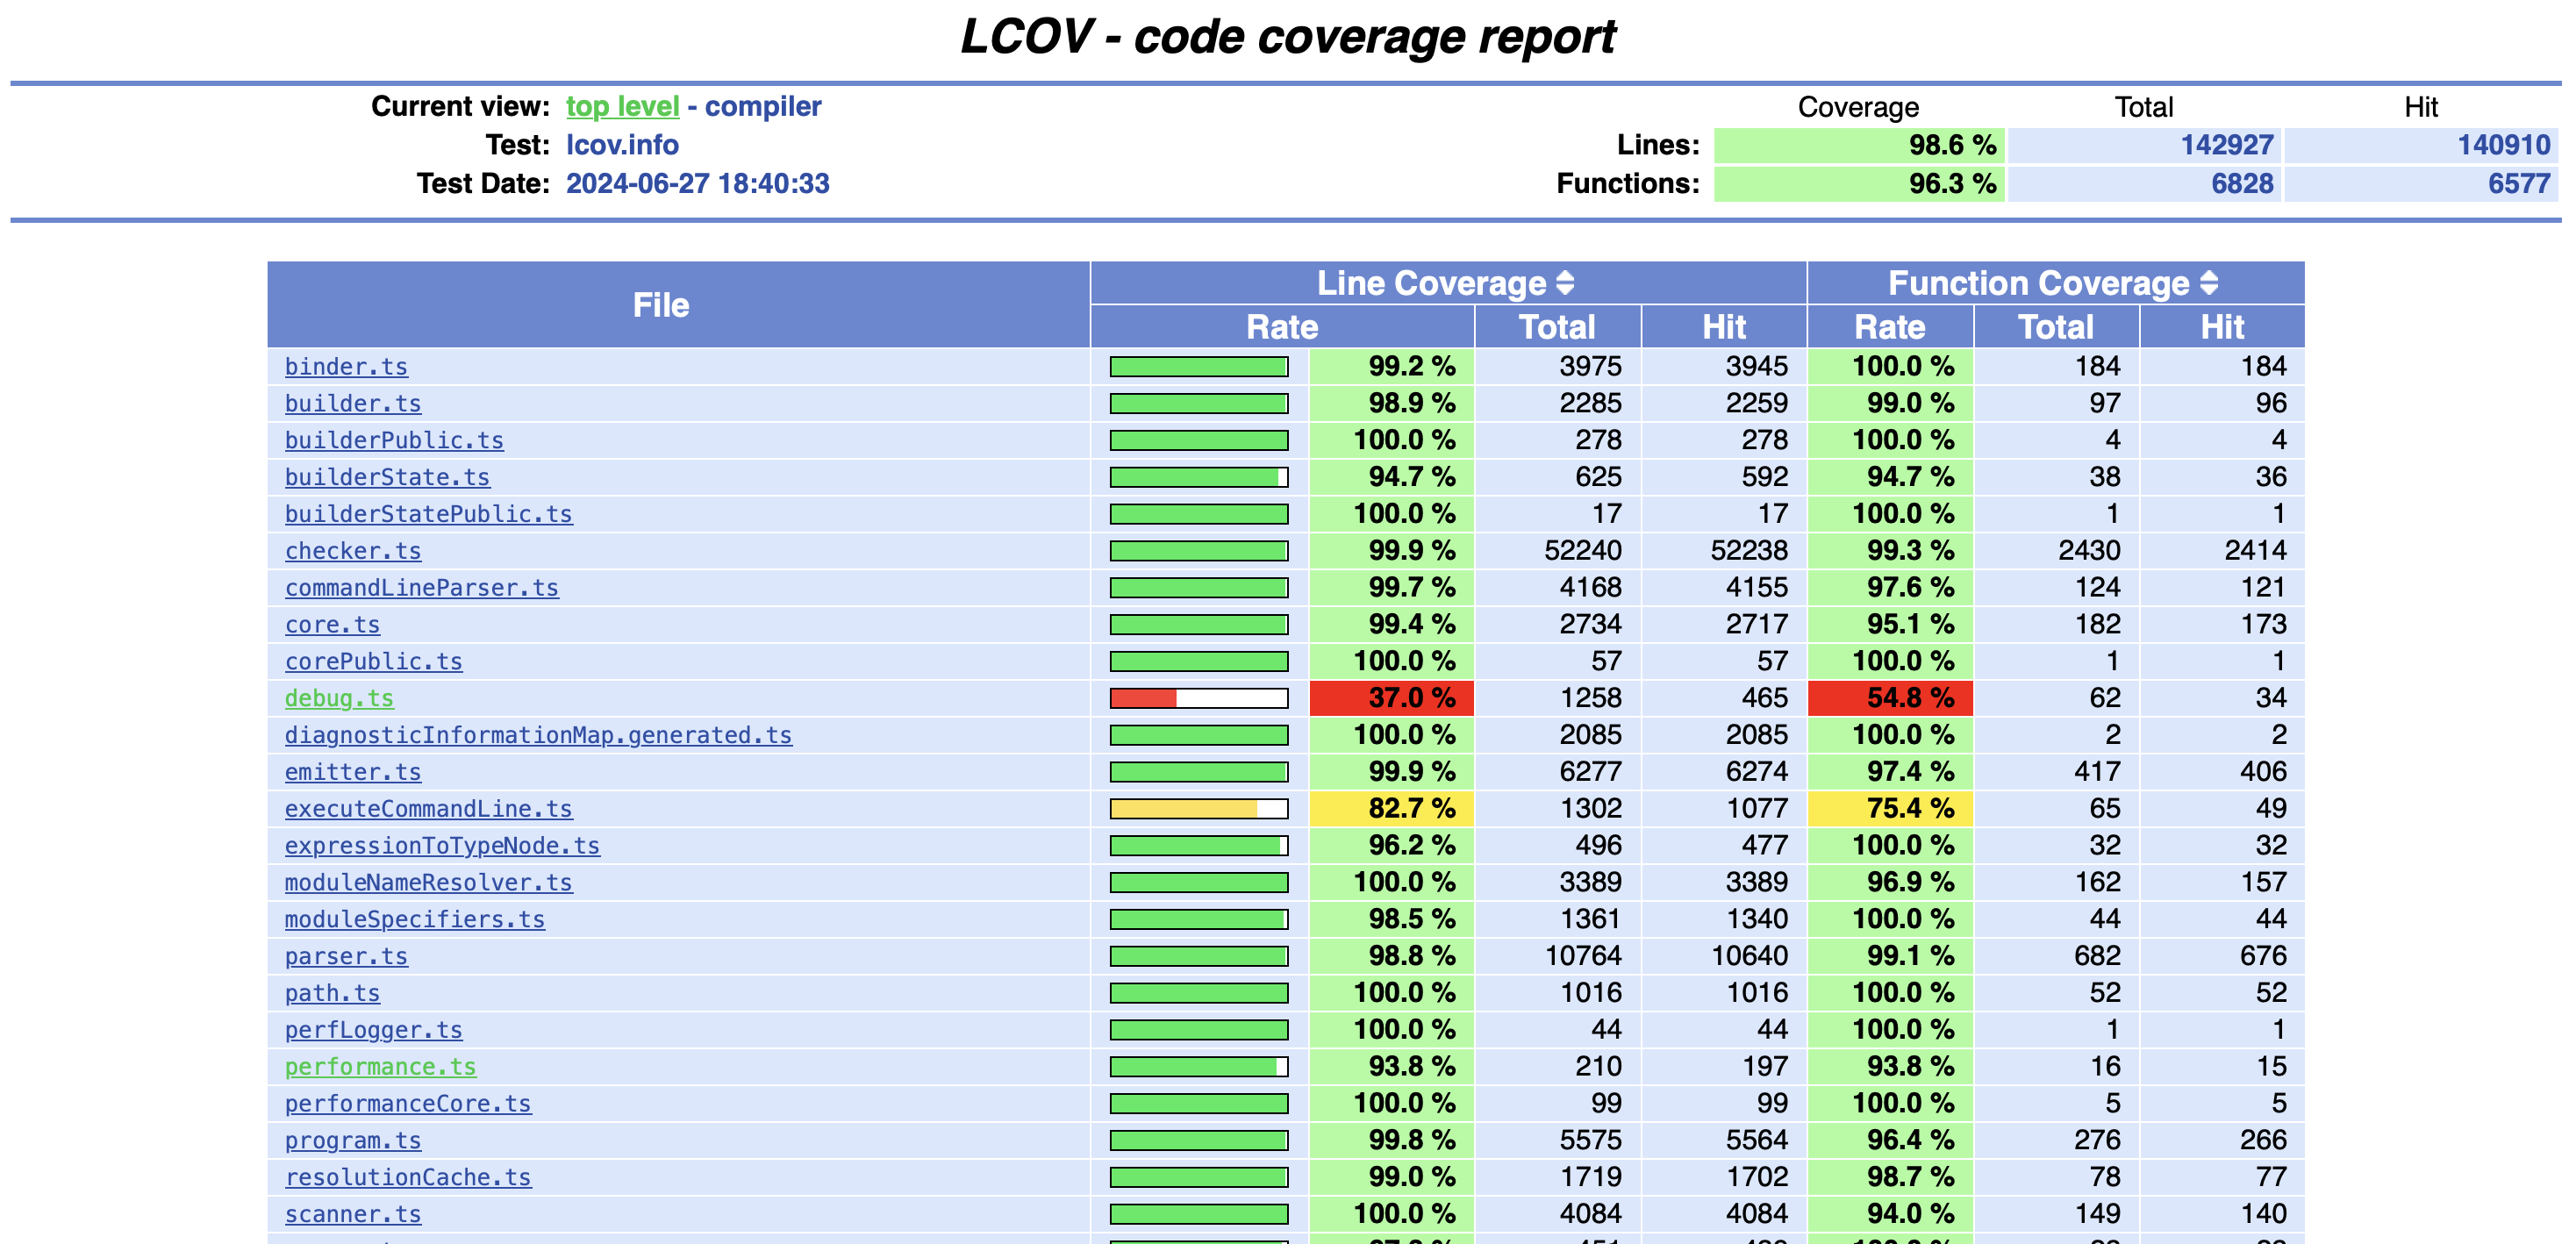 LCOV - code coverage report
Current view: top level - compiler Coverage Total Hit
Test: lcov.info Lines: 98.6 % 142927 140910
Test Date: 2024-06-27 18:40:33 Functions: 96.3 % 6828 6577
File Line Coverage Function Coverage
Rate Total Hit Rate Total Hit
binder.ts 99.2 % 3975 3945 100.0 % 184 184
builder.ts 98.9 % 2285 2259 99.0 % 97 96
builderPublic.ts 100.0 % 278 278 100.0 % 4 4
builderState.ts 94.7 % 625 592 94.7 % 38 36
builderStatePublic.ts 100.0 % 17 17 100.0 % 1 1
checker.ts 99.9 % 52240 52238 99.3 % 2430 2414
commandLineParser.ts 99.7 % 4168 4155 97.6 % 124 121
core.ts 99.4 % 2734 2717 95.1 % 182 173
corePublic.ts 100.0 % 57 57 100.0 % 1 1
debug.ts 37.0 % 1258 465 54.8 % 62 34
diagnosticInformationMap.generated.ts 100.0 % 2085 2085 100.0 % 2 2
emitter.ts 99.9 % 6277 6274 97.4 % 417 406
executeCommandLine.ts 82.7 % 1302 1077 75.4 % 65 49
expressionToTypeNode.ts 96.2 % 496 477 100.0 % 32 32
moduleNameResolver.ts 100.0 % 3389 3389 96.9 % 162 157
moduleSpecifiers.ts 98.5 % 1361 1340 100.0 % 44 44
parser.ts 98.8 % 10764 10640 99.1 % 682 676
path.ts 100.0 % 1016 1016 100.0 % 52 52
perfLogger.ts 100.0 % 44 44 100.0 % 1 1
performance.ts 93.8 % 210 197 93.8 % 16 15
performanceCore.ts 100.0 % 99 99 100.0 % 5 5
program.ts 99.8 % 5575 5564 96.4 % 276 266
resolutionCache.ts 99.0 % 1719 1702 98.7 % 78 77
scanner.ts 100.0 % 4084 4084 94.0 % 149 140